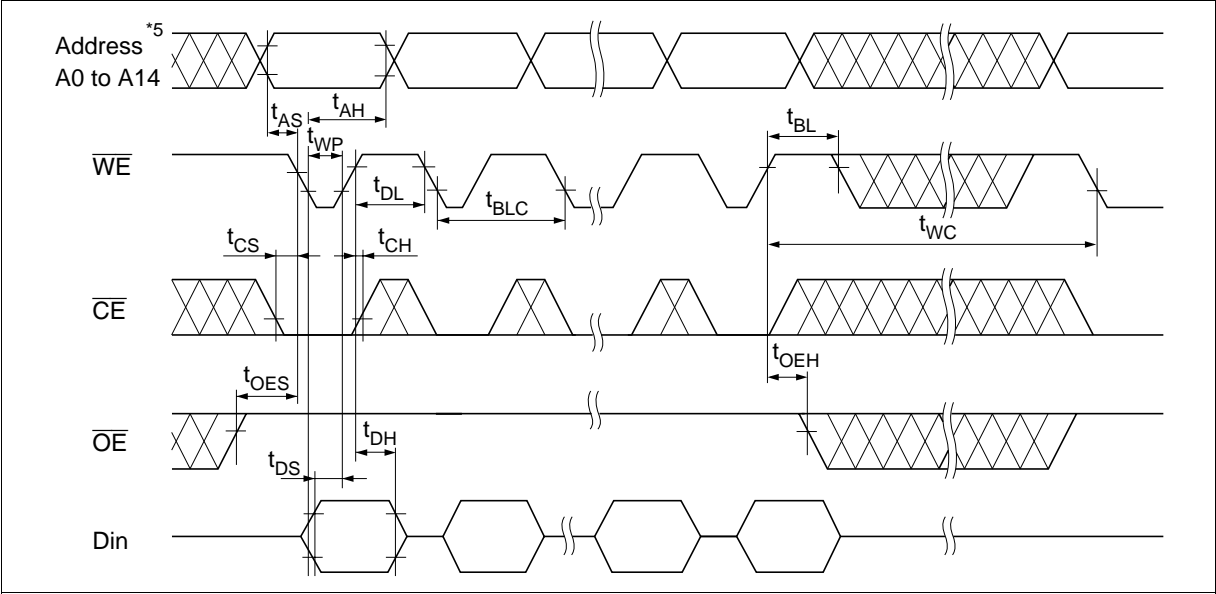 Address *5
A0 to A14
tAS
tAH
tWP
tBL
WE
tDL
tBLC
tWC
tCS
tCH
CE
tOEH
tOES
OE
tDH
tDS
Din